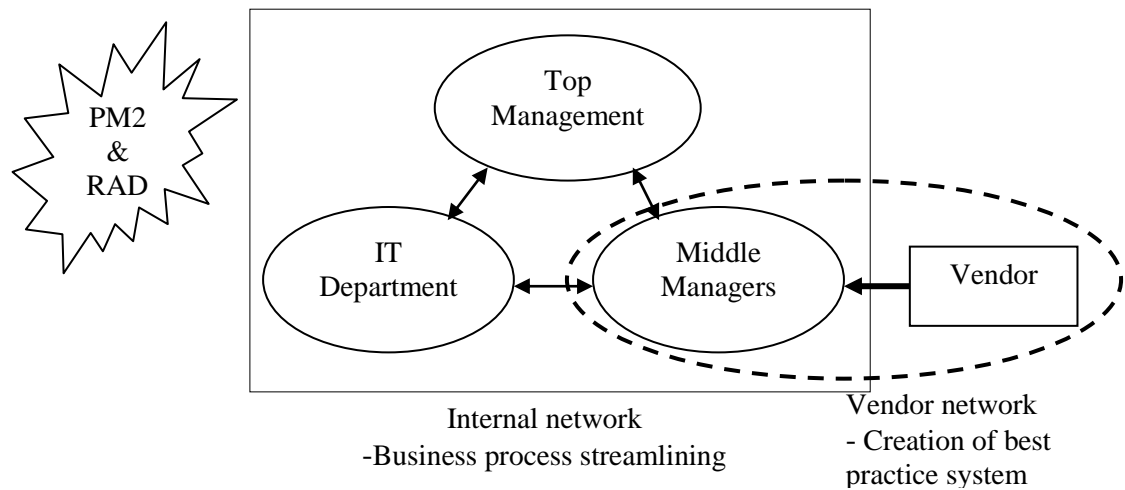 PM2
&
RAD
Top
Management
IT
Department
Middle
Managers
Vendor
Internal network
-Business process streamlining
Vendor network
- Creation of best
practice system